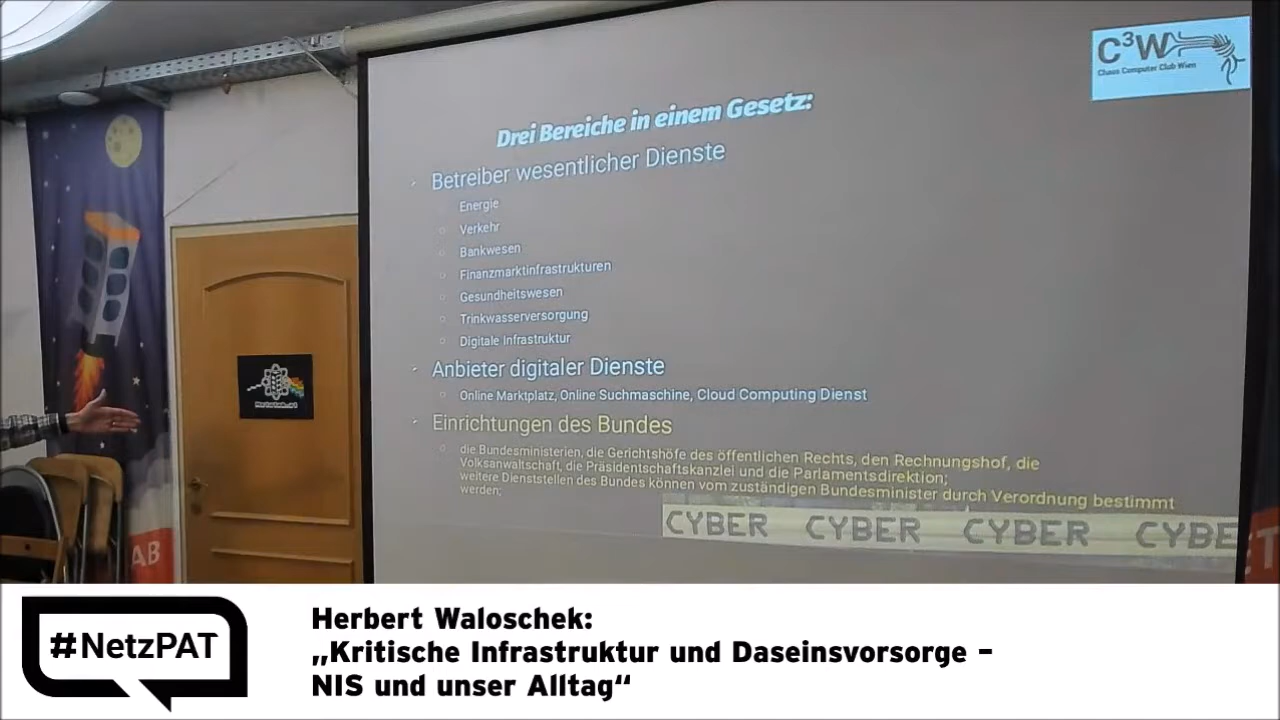 C³W
Chaos Computer Club Wien
Drei Bereiche in einem Gesetz:
Betreiber wesentlicher Dienste
Energie
Verkehr
Bankwesen
Finanzmarktinfrastrukturen
Gesundheitswesen
Trinkwasserversorgung
Digitale Infrastruktur
Anbieter digitaler Dienste
Online Marktplatz, Online Suchmaschine, Cloud Computing Dienst
Einrichtungen des Bundes
die Bundesministerien, die Gerichtshöfe des öffentlichen Rechts, den Rechnungshof, die
Volksanwaltschaft, die Präsidentschaftskanzlei und die Parlamentsdirektion;
weitere Dienststellen des Bundes können vom zuständigen Bundesminister durch Verordnung bestimmt
werden;
CYBER CYBER CYBER CYBE
AB
ET
#NetzPAT
Herbert Waloschek:
„Kritische Infrastruktur und Daseinsvorsorge –
NIS und unser Alltag“